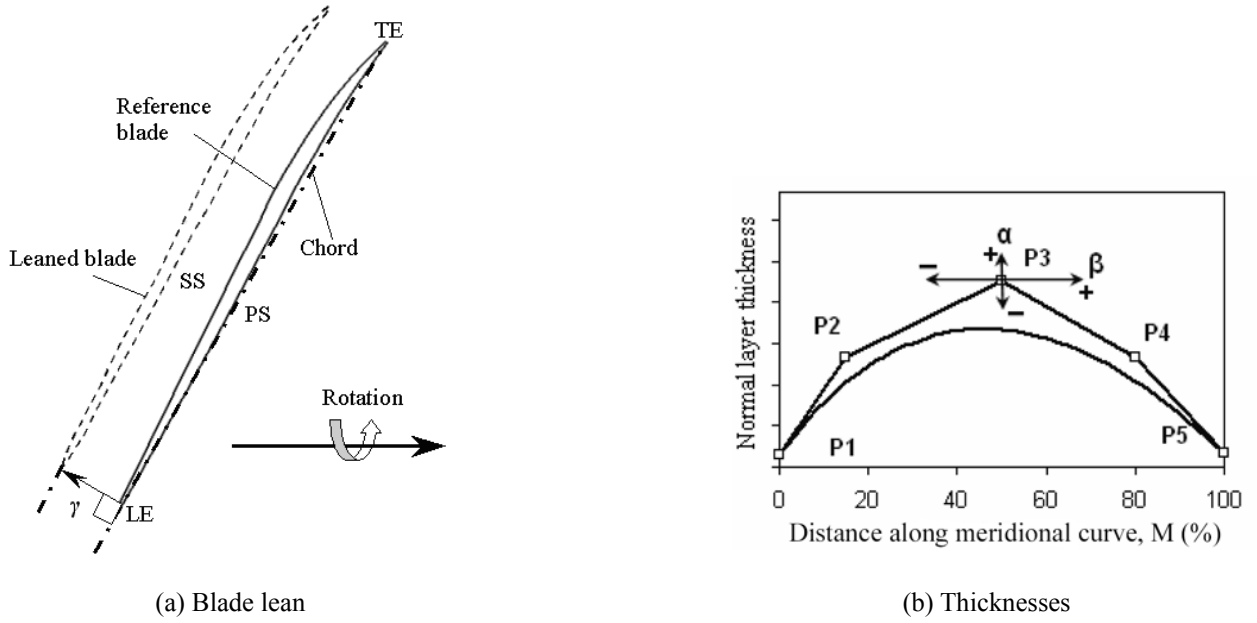 TE
Reference
blade
Leaned blade
SS
Chord
PS
Rotation
γ
LE
(a) Blade lean
Normal layer thickness
α
+
P3
β
−
+
−
P2
P4
P1
P5
0 20 40 60 80 100
Distance along meridional curve, M (%)
(b) Thicknesses